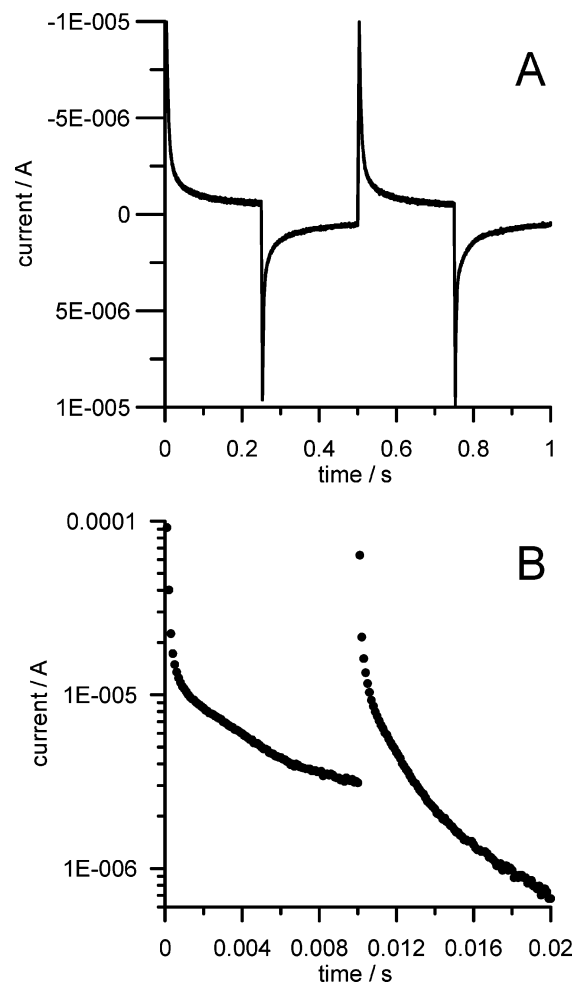 -1E-005
A
-5E-006
0
5E-006
1E-005
current / A
0 0.2 0.4 0.6 0.8 1
time / s
0.0001
B
1E-005
1E-006
current / A
0 0.004 0.008 0.012 0.016 0.02
time / s